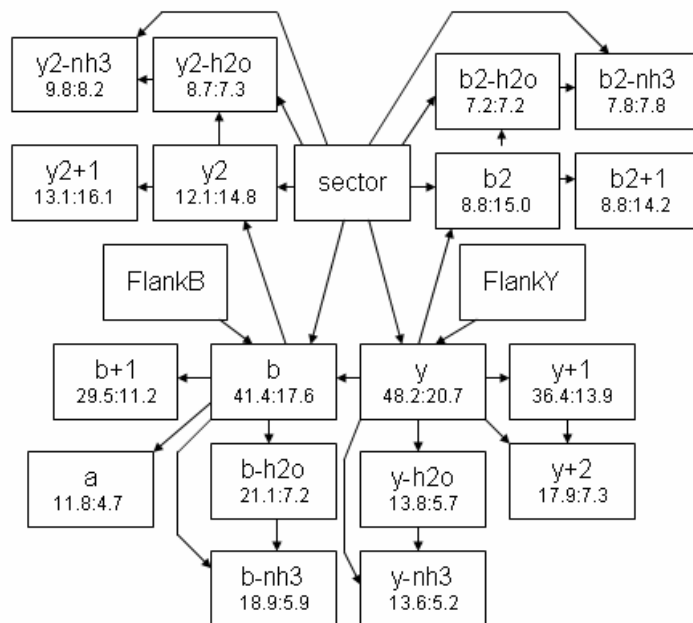 y2-nh3
9.8:8.2
y2-h2o
8.7:7.3
b2-h2o
7.2:7.2
b2-nh3
7.8:7.8
y2+1
13.1:16.1
y2
12.1:14.8
sector
b2
8.8:15.0
b2+1
8.8:14.2
FlankB
FlankY
b+1
29.5:11.2
b
41.4:17.6
y
48.2:20.7
y+1
36.4:13.9
a
11.8:4.7
b-h2o
21.1:7.2
y-h2o
13.8:5.7
y+2
17.9:7.3
b-nh3
18.9:5.9
y-nh3
13.6:5.2